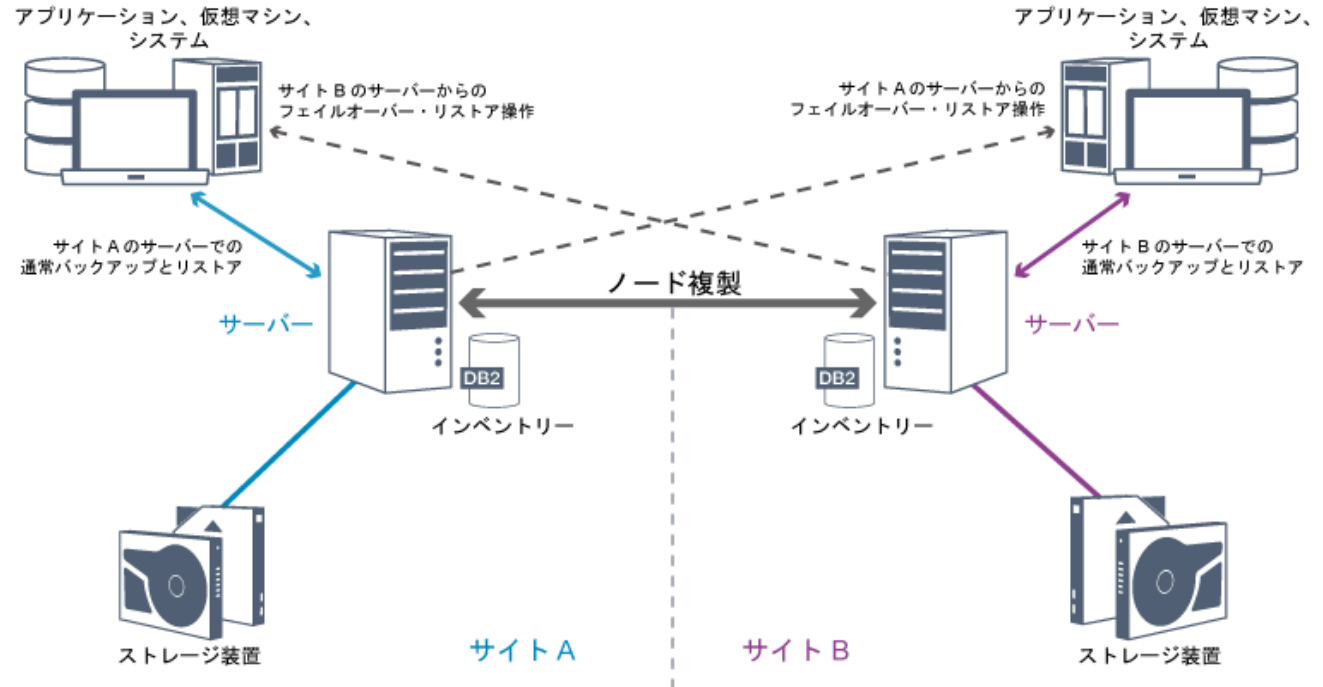 アプリケーション、仮想マシン、
システム
アプリケーション、仮想マシン、
システム
サイトBのサーバーからの
フェイルオーバー・リストア操作
サイトAのサーバーからの
フェイルオーバー・リストア操作
サイトAのサーバーでの
通常バックアップとリストア
サイトBのサーバーでの
通常バックアップとリストア
ノード複製
サーバー
サーバー
DB2
DB2
インベントリー
インベントリー
ストレージ装置
サイトA
サイトB
ストレージ装置